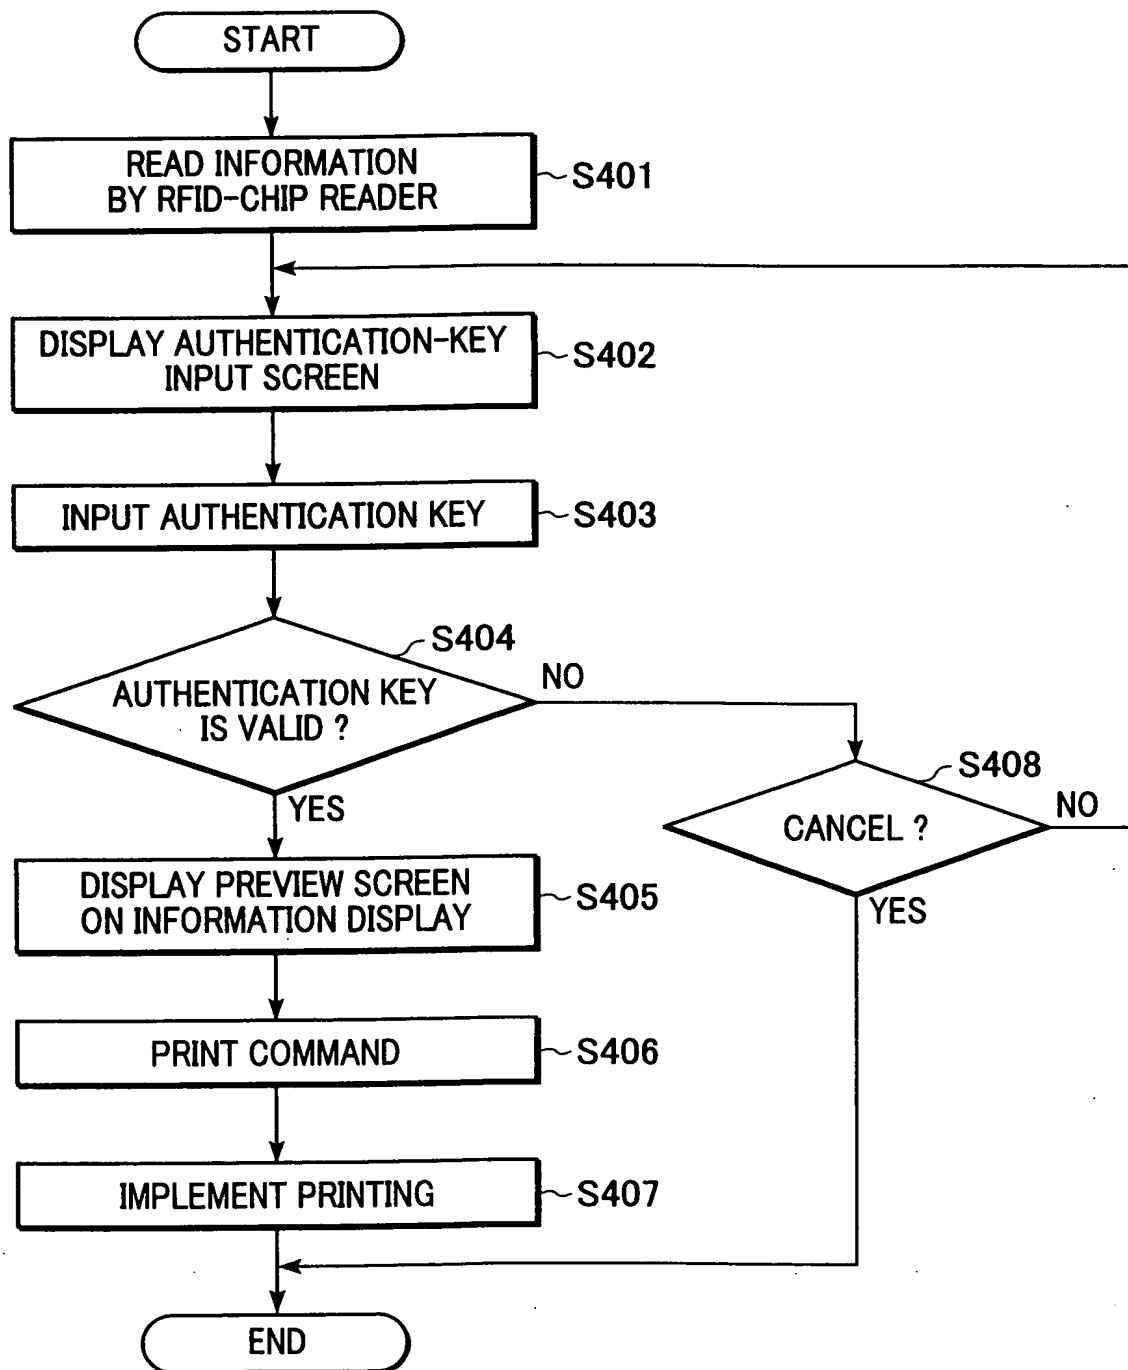 START
READ INFORMATION
BY RFID-CHIP READER
S401
DISPLAY AUTHENTICATION-KEY
INPUT SCREEN
S402
INPUT AUTHENTICATION KEY
S403
S404
AUTHENTICATION KEY
IS VALID ?
NO
YES
S408
CANCEL ?
NO
YES
DISPLAY PREVIEW SCREEN
ON INFORMATION DISPLAY
S405
PRINT COMMAND
S406
IMPLEMENT PRINTING
S407
END